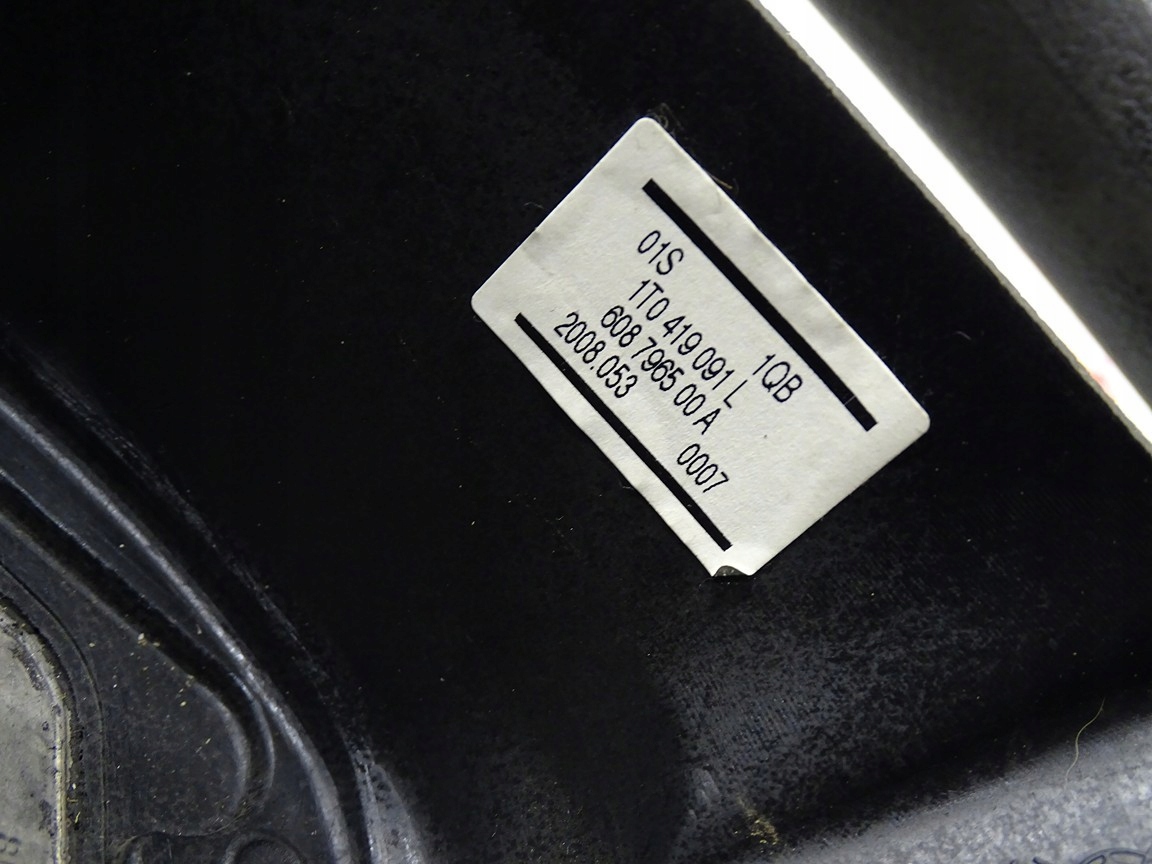 01S
1T0 419 091 L 1QB
608 7965 00 A
2008.053 0007